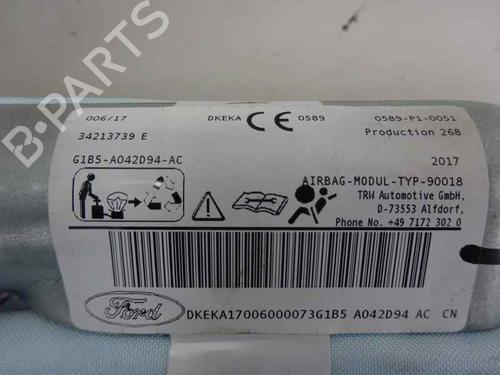 B-PARTS
006/17 DKEKA CE 0589 0589-P1-0051
34213739 E Production 268
G1B5-A042D94-AC 2017
AIRBAG-MODUL-TYP-90018
TRW Automotive GmbH,
D-73553 Alfdorf,
Phone No. +49 7172 302 0
Ford DKEKA17006000073G1B5 A042D94 AC CN